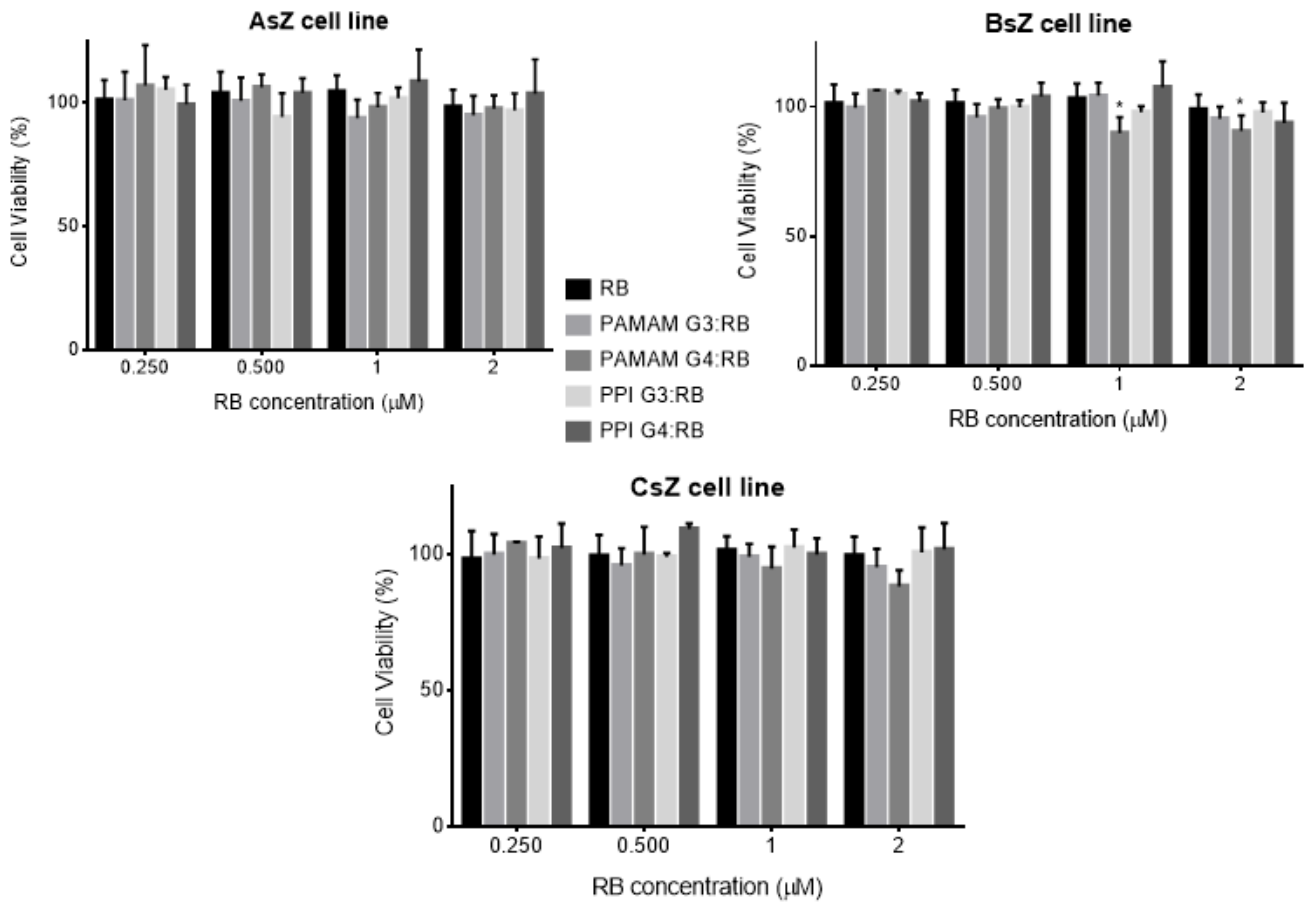 AsZ cell line
Cell Viability (%)
100
50
0
0.250 0.500 1 2
RB concentration (μM)
BsZ cell line
Cell Viability (%)
100
50
0
* *
0.250 0.500 1 2
RB concentration (μM)
RB
PAMAM G3:RB
PAMAM G4:RB
PPI G3:RB
PPI G4:RB
CsZ cell line
Cell Viability (%)
100
50
0
0.250 0.500 1 2
RB concentration (μM)